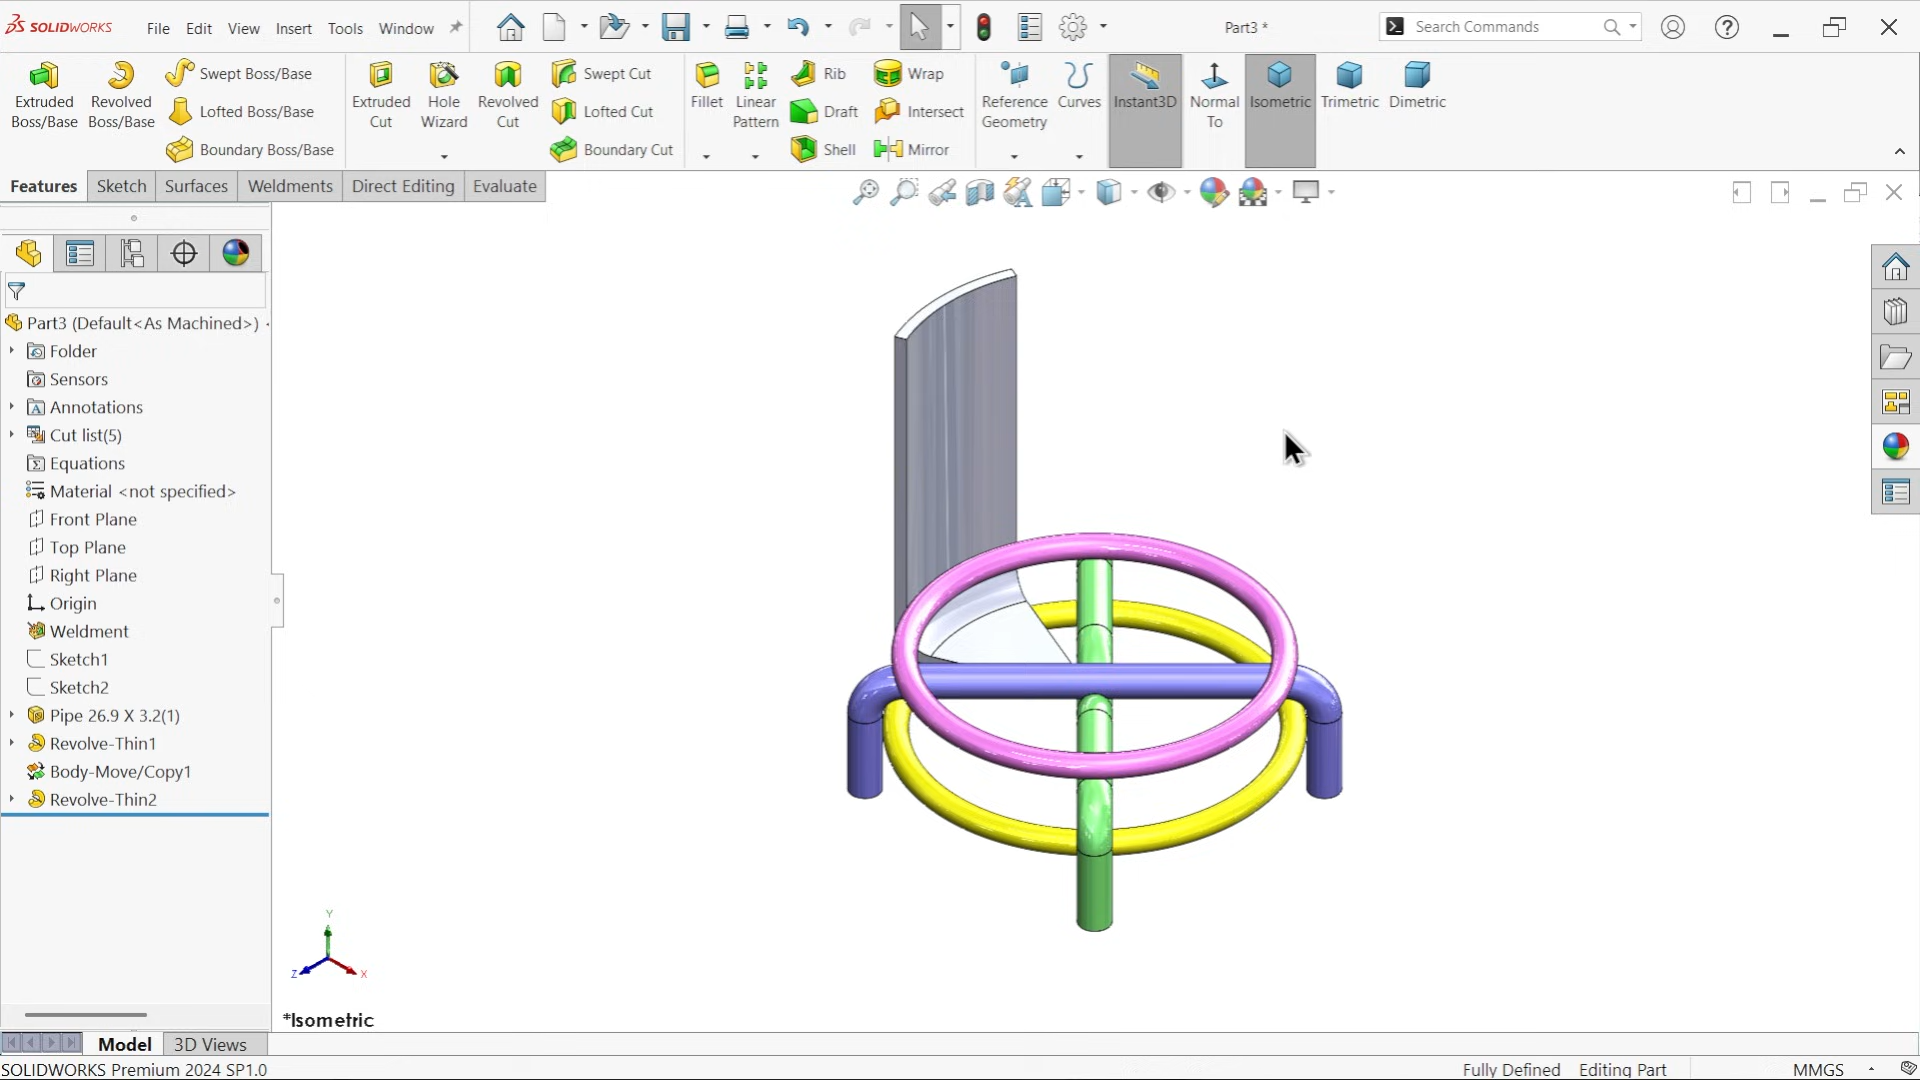 SOLIDWORKS File Edit View Insert Tools Window Part3 * Search Commands
Extruded Boss/Base
Revolved Boss/Base
Swept Boss/Base
Lofted Boss/Base
Boundary Boss/Base
Extruded Cut
Hole Wizard
Revolved Cut
Swept Cut
Lofted Cut
Boundary Cut
Fillet
Linear Pattern
Rib
Draft
Shell
Wrap
Intersect
Mirror
Reference Geometry
Curves
Instant3D
Normal To
Isometric
Trimetric
Dimetric
Features Sketch Surfaces Weldments Direct Editing Evaluate
Part3 (Default<As Machined>)
Folder
Sensors
Annotations
Cut list(5)
Equations
Material <not specified>
Front Plane
Top Plane
Right Plane
Origin
Weldment
Sketch1
Sketch2
Pipe 26.9 X 3.2(1)
Revolve-Thin1
Body-Move/Copy1
Revolve-Thin2
Y
Z X
*Isometric
Model 3D Views
SOLIDWORKS Premium 2024 SP1.0 Fully Defined Editing Part MMGS